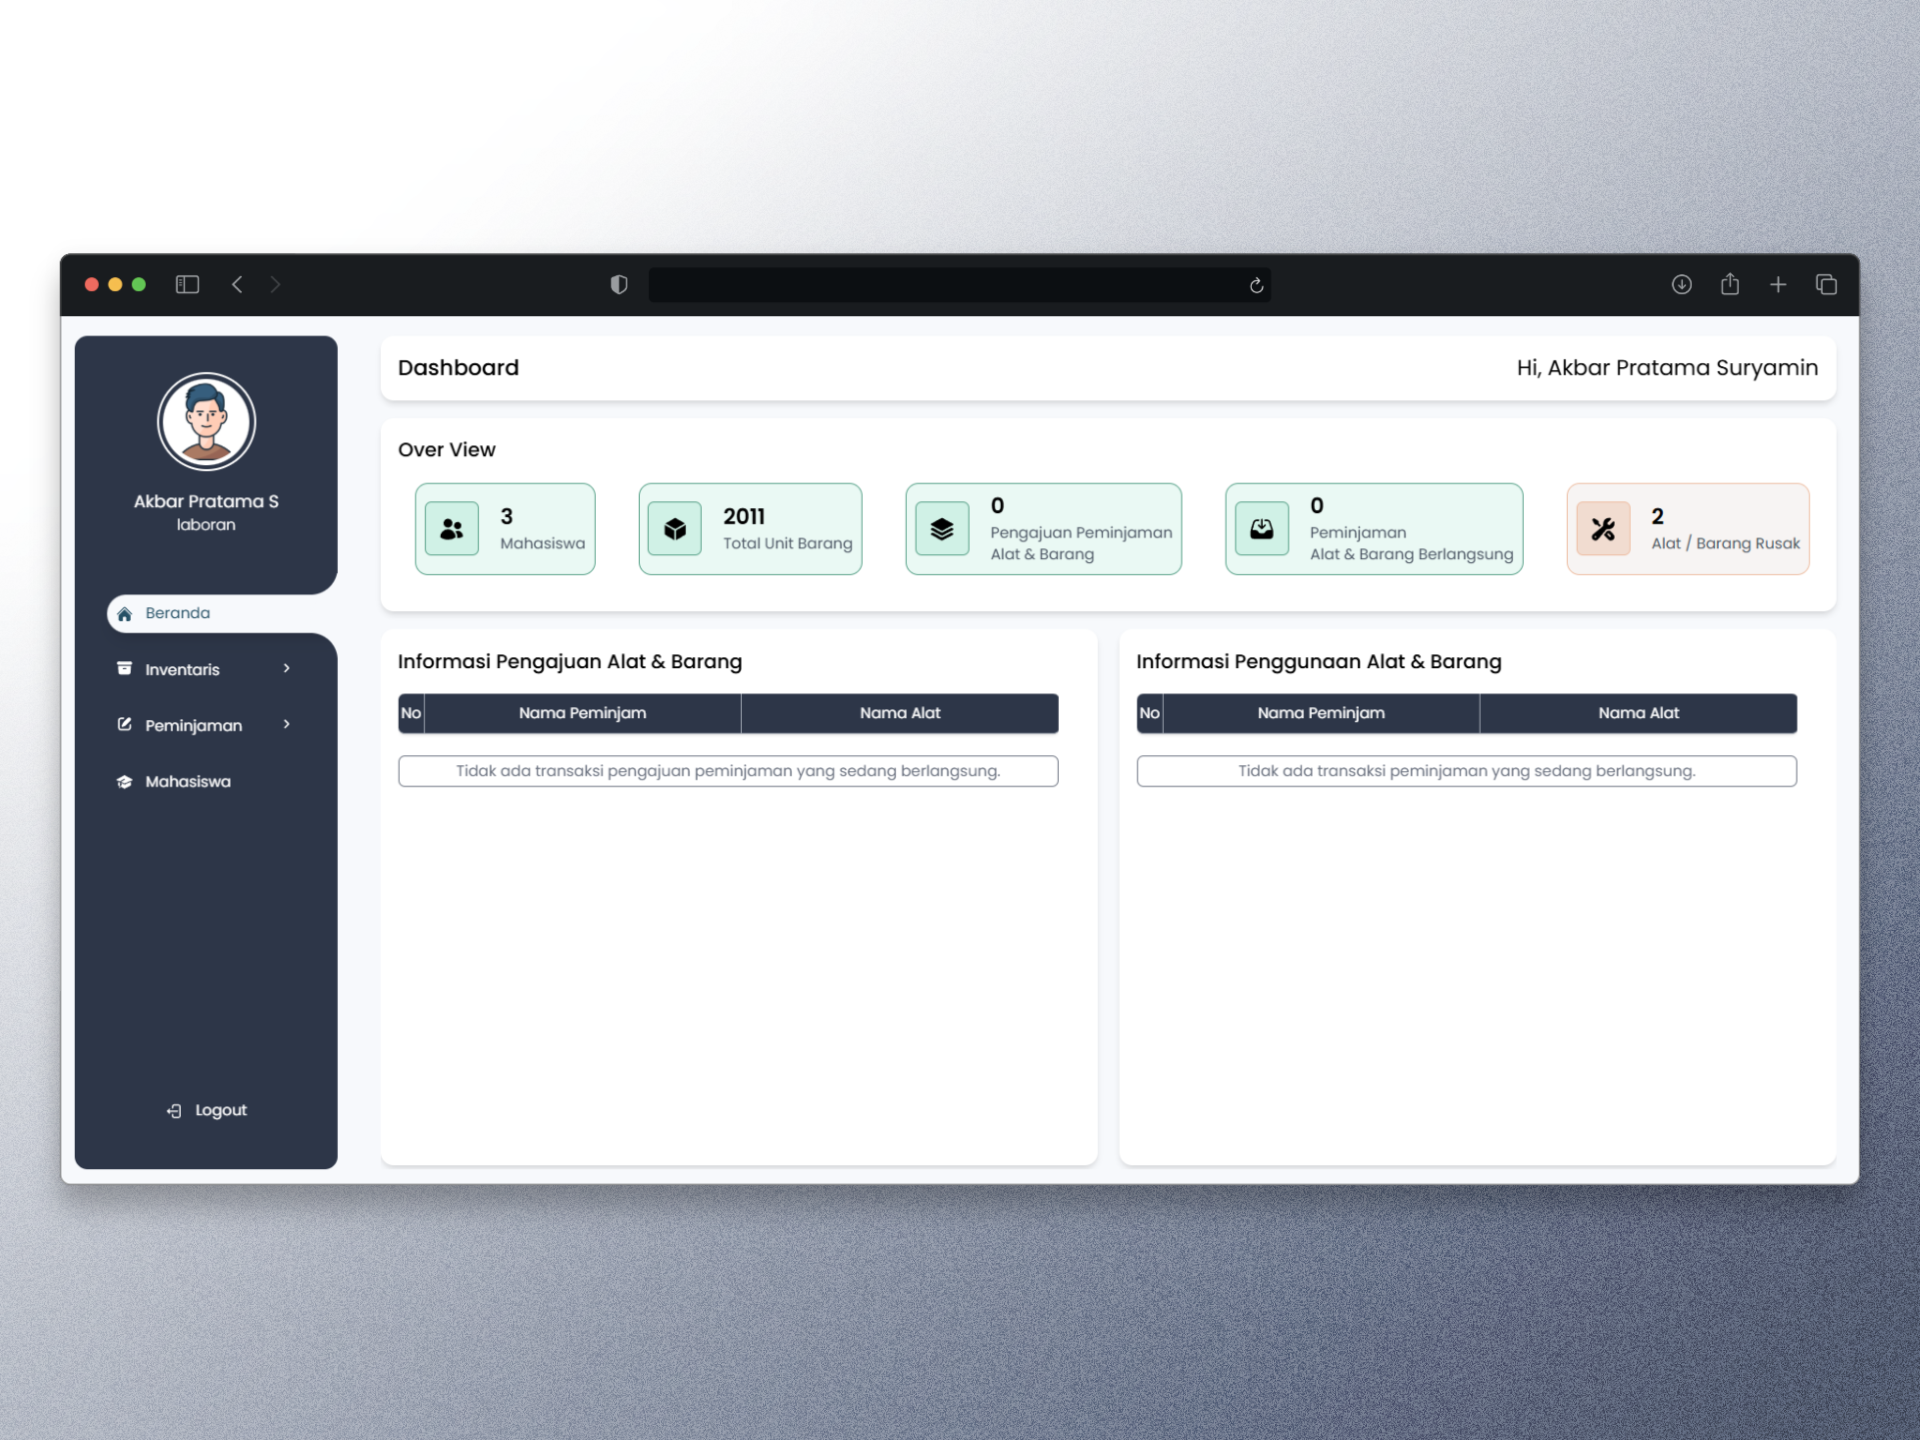 Akbar Pratama S
laboran
Beranda
Inventaris
Peminjaman
Mahasiswa
Logout
Dashboard
Hi, Akbar Pratama Suryamin
Over View
3
Mahasiswa
2011
Total Unit Barang
0
Pengajuan Peminjaman
Alat & Barang
0
Peminjaman
Alat & Barang Berlangsung
2
Alat / Barang Rusak
Informasi Pengajuan Alat & Barang
No Nama Peminjam Nama Alat
Tidak ada transaksi pengajuan peminjaman yang sedang berlangsung.
Informasi Penggunaan Alat & Barang
No Nama Peminjam Nama Alat
Tidak ada transaksi peminjaman yang sedang berlangsung.